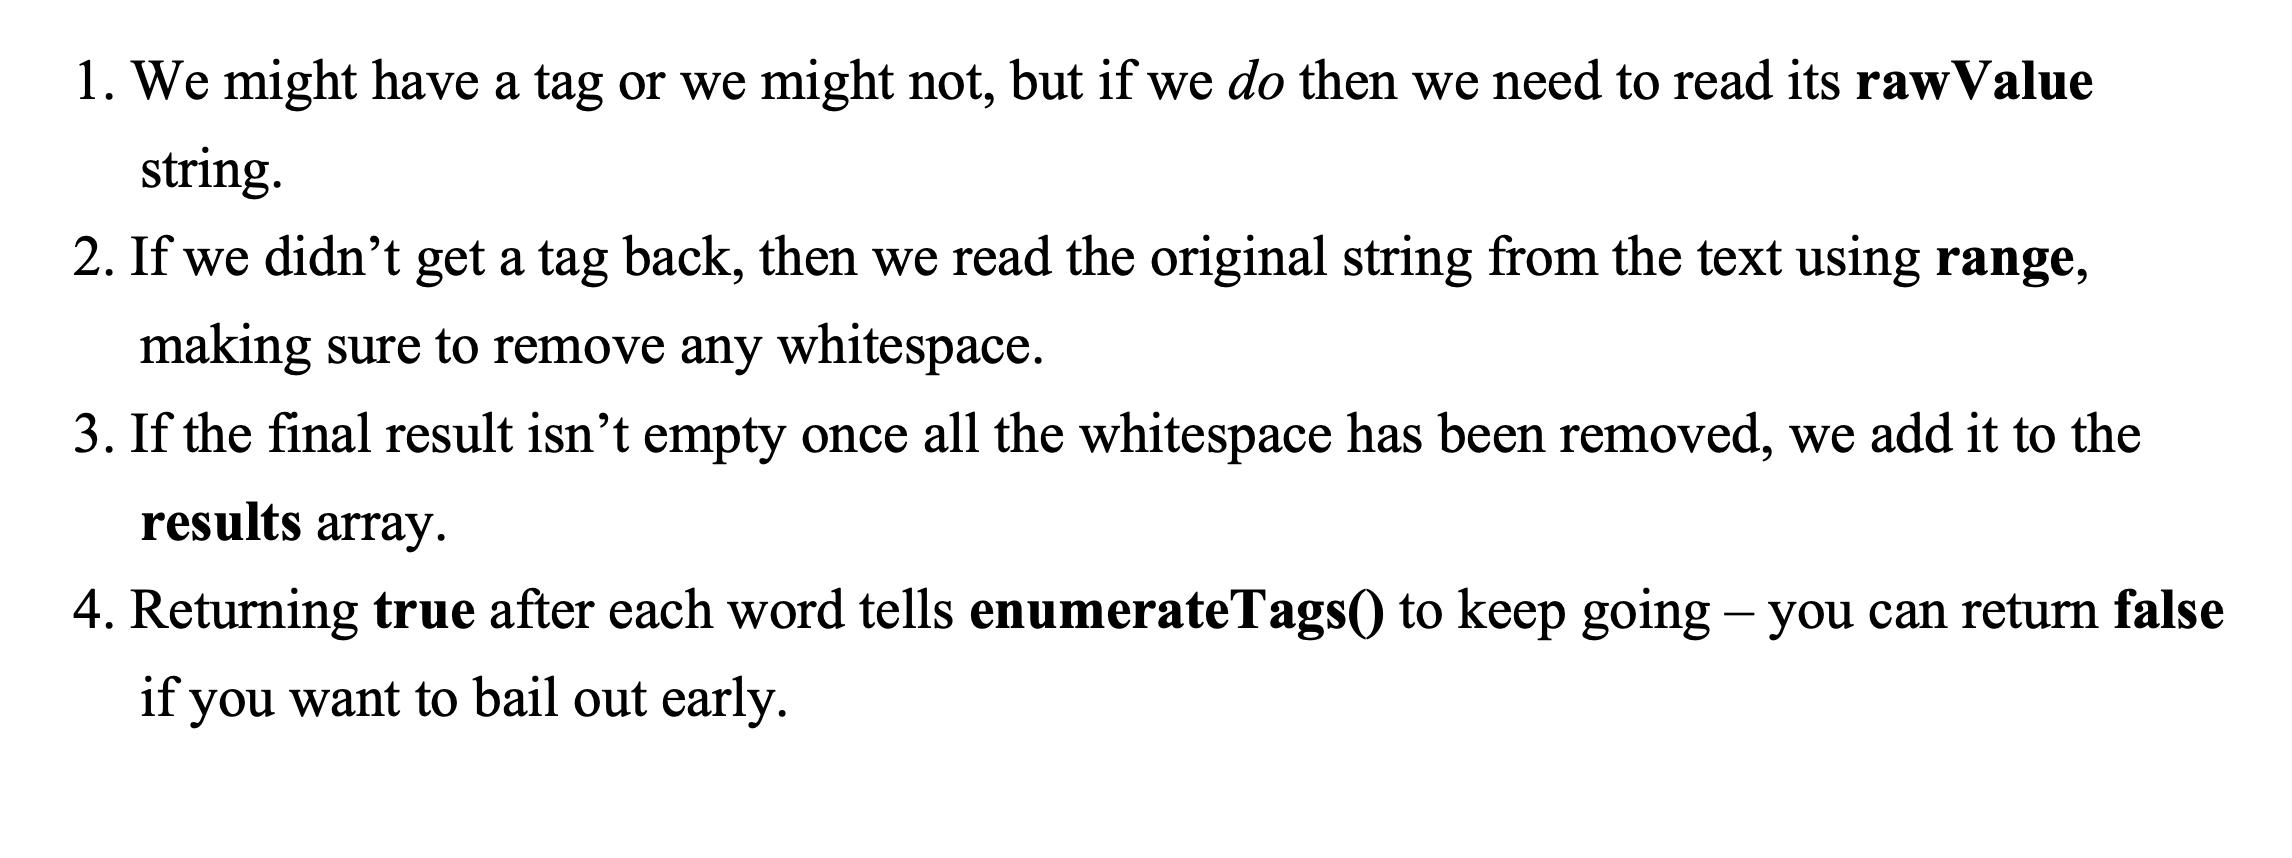 1. We might have a tag or we might not, but if we do then we need to read its rawValue
string.
2. If we didn’t get a tag back, then we read the original string from the text using range,
making sure to remove any whitespace.
3. If the final result isn’t empty once all the whitespace has been removed, we add it to the
results array.
4. Returning true after each word tells enumerateTags() to keep going – you can return false
if you want to bail out early.